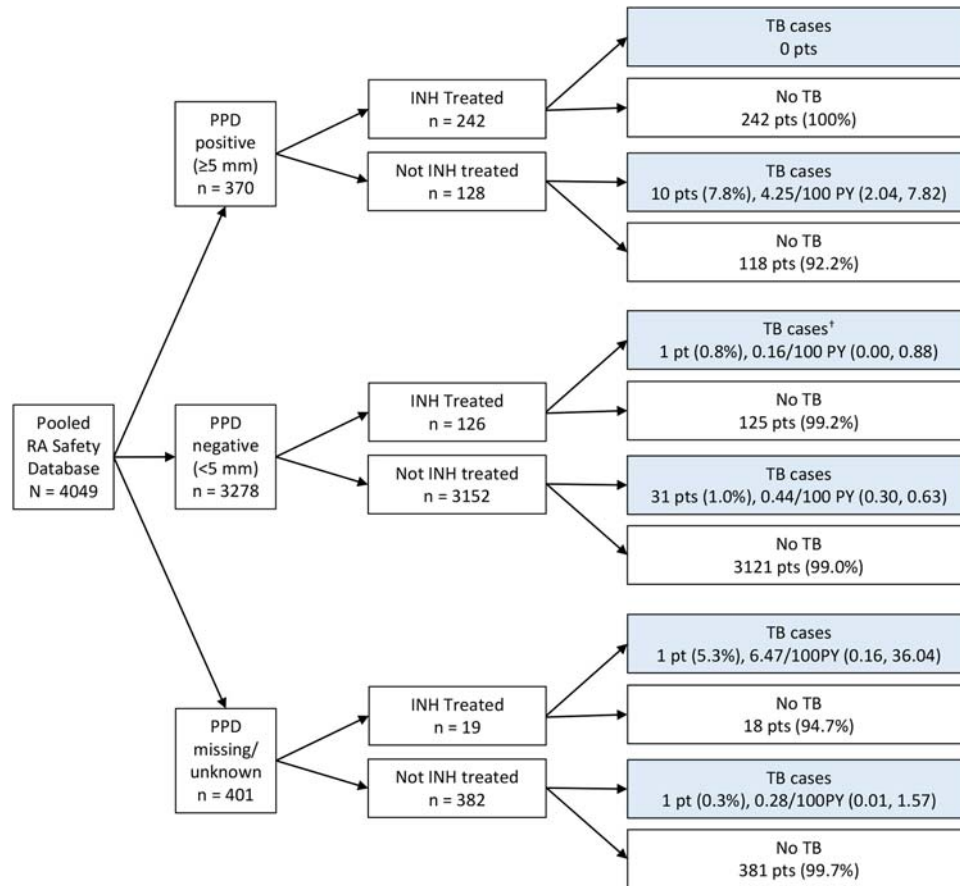 Pooled
RA Safety
Database
N = 4049
PPD
positive
(≥5 mm)
n = 370
INH Treated
n = 242
TB cases
0 pts
No TB
242 pts (100%)
Not INH treated
n = 128
TB cases
10 pts (7.8%), 4.25/100 PY (2.04, 7.82)
No TB
118 pts (92.2%)
PPD
negative
(<5 mm)
n = 3278
INH Treated
n = 126
TB cases†
1 pt (0.8%), 0.16/100 PY (0.00, 0.88)
No TB
125 pts (99.2%)
Not INH treated
n = 3152
TB cases
31 pts (1.0%), 0.44/100 PY (0.30, 0.63)
No TB
3121 pts (99.0%)
PPD
missing/
unknown
n = 401
INH Treated
n = 19
TB cases
1 pt (5.3%), 6.47/100PY (0.16, 36.04)
No TB
18 pts (94.7%)
Not INH treated
n = 382
TB cases
1 pt (0.3%), 0.28/100PY (0.01, 1.57)
No TB
381 pts (99.7%)